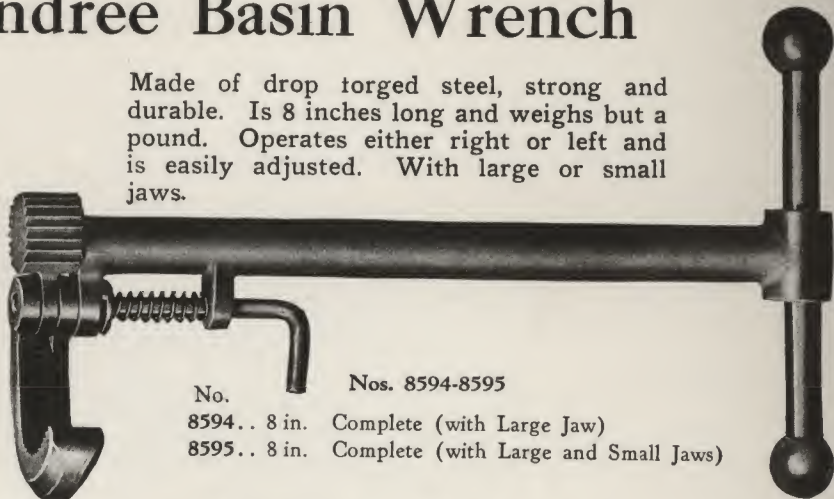 ndree Basin Wrench
Made of drop torged steel, strong and
durable. Is 8 inches long and weighs but a
pound. Operates either right or left and
is easily adjusted. With large or small
jaws.
Nos. 8594-8595
No.
8594.. 8 in. Complete (with Large Jaw)
8595.. 8 in. Complete (with Large and Small Jaws)